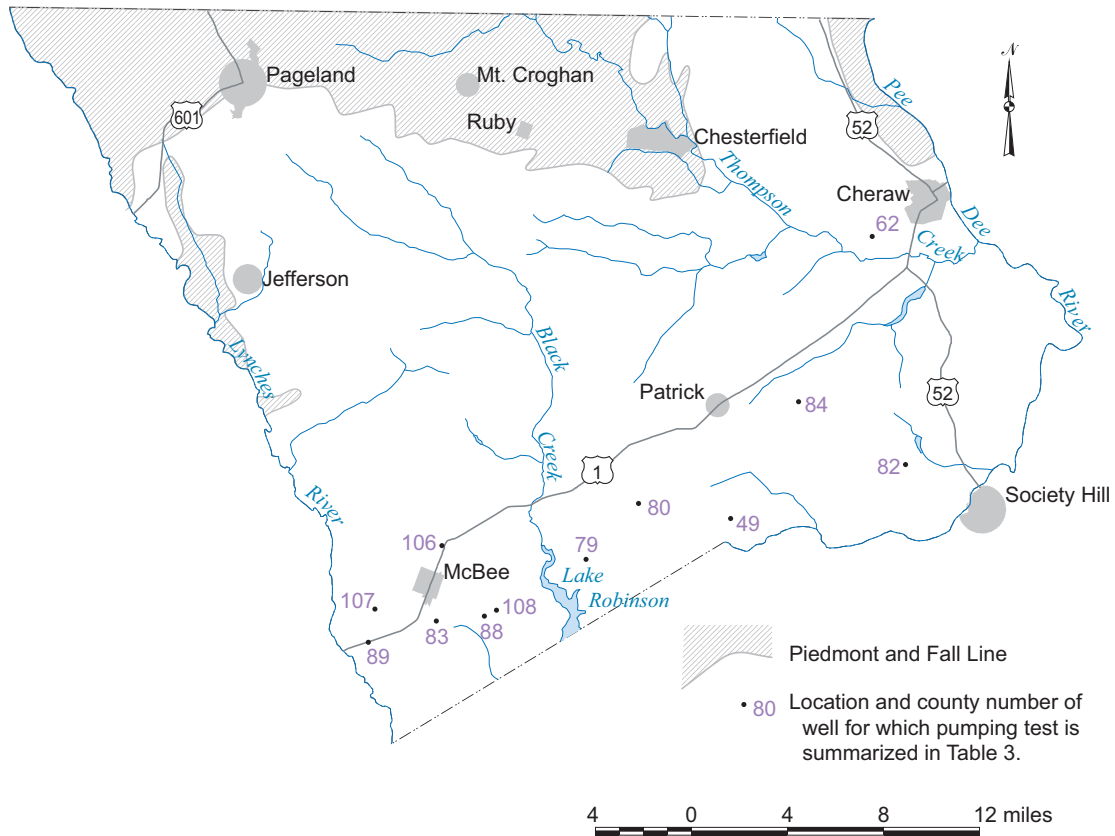 N
Pageland
Mt. Croghan
601
Ruby
Chesterfield
52
Pee
Thompson
Cheraw
62
Dee
Creek
River
Jefferson
Lynches
Black
Patrick
84
52
Creek
1
82
Society Hill
River
80
49
106
79
McBee
Lake
Robinson
107
108
88
83
89
Piedmont and Fall Line
80 Location and county number of
well for which pumping test is
summarized in Table 3.
4 0 4 8 12 miles